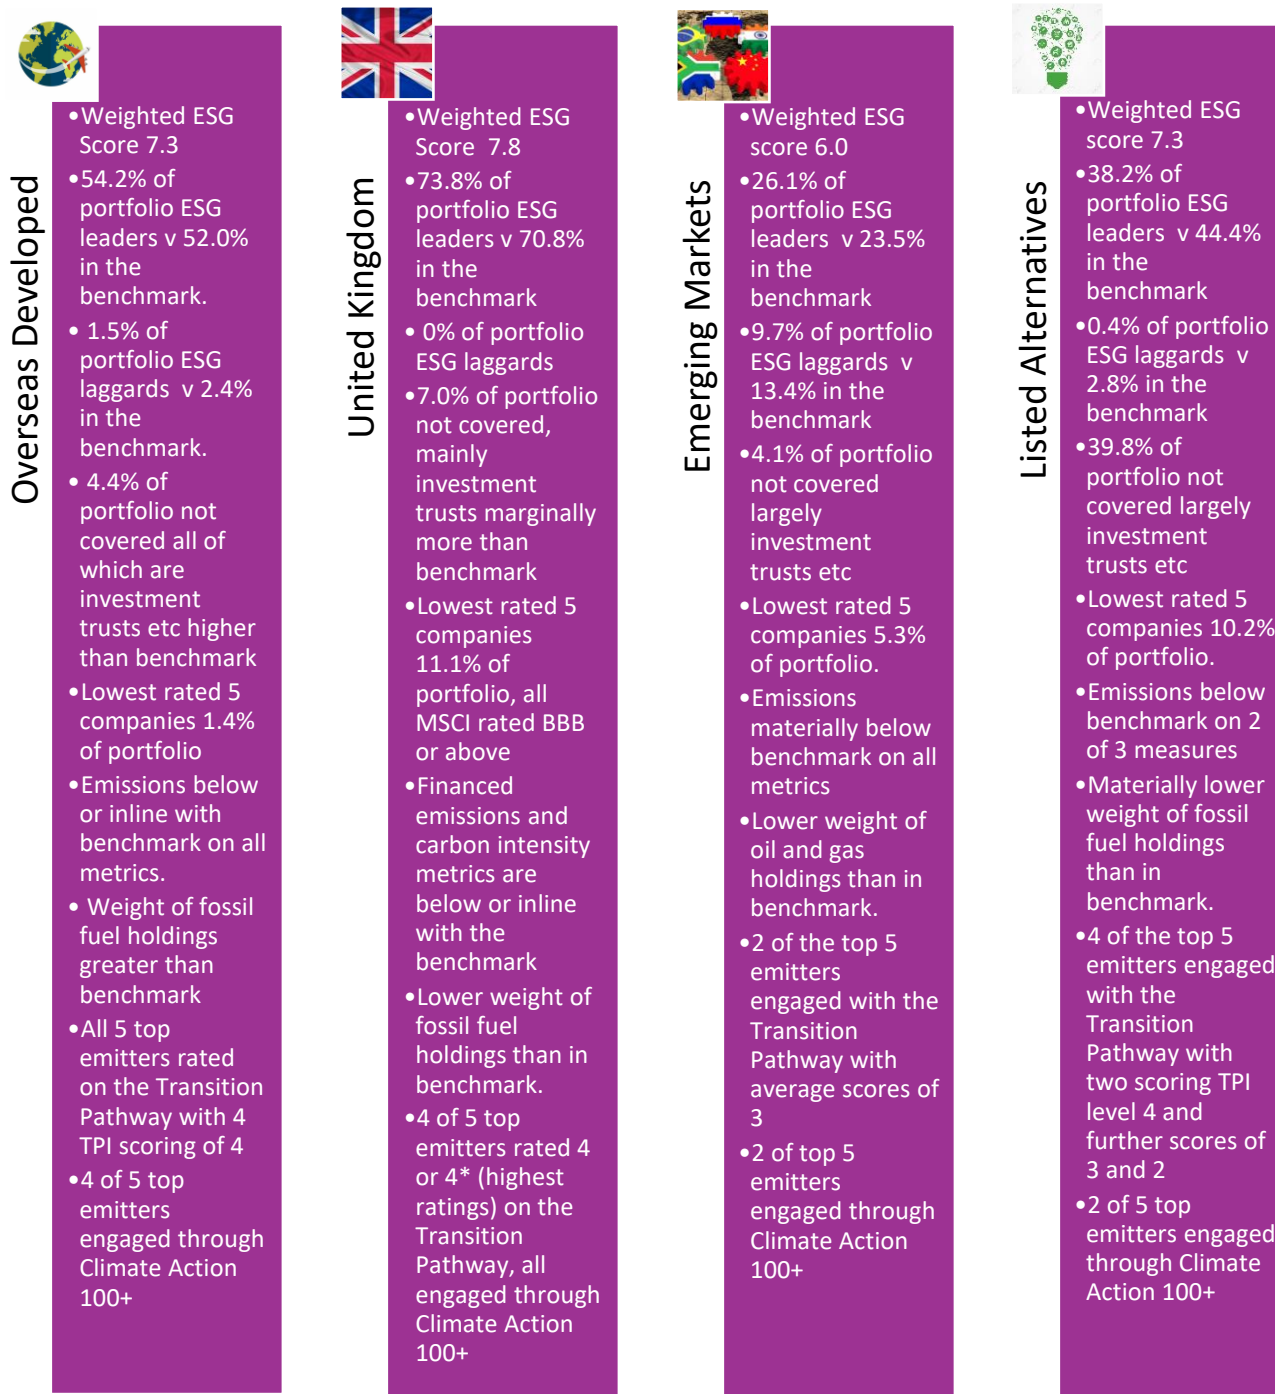 Overseas Developed
•Weighted ESG
Score 7.3
•54.2% of
portfolio ESG
leaders v 52.0%
in the
benchmark.
• 1.5% of
portfolio ESG
laggards  v 2.4%
in the
benchmark.
• 4.4% of
portfolio not
covered all of
which are
investment
trusts etc higher
than benchmark
•Lowest rated 5
companies 1.4%
of portfolio
•Emissions below
or inline with
benchmark on all
metrics.
• Weight of fossil
fuel holdings
greater than
benchmark
•All 5 top
emitters rated
on the Transition
Pathway with 4
TPI scoring of 4
•4 of 5 top
emitters
engaged through
Climate Action
100+
United Kingdom
•Weighted ESG
Score  7.8
•73.8% of
portfolio ESG
leaders v 70.8%
in the
benchmark
• 0% of portfolio
ESG laggards
•7.0% of portfolio
not covered,
mainly
investment
trusts marginally
more than
benchmark
•Lowest rated 5
companies
11.1% of
portfolio, all
MSCI rated BBB
or above
•Financed
emissions and
carbon intensity
metrics are
below or inline
with the
benchmark
•Lower weight of
fossil fuel
holdings than in
benchmark.
•4 of 5 top
emitters rated 4
or 4* (highest
ratings) on the
Transition
Pathway, all
engaged through
Climate Action
100+
Emerging Markets
•Weighted ESG
score 6.0
•26.1% of
portfolio ESG
leaders  v 23.5%
in the
benchmark
•9.7% of portfolio
ESG laggards  v
13.4% in the
benchmark
•4.1% of portfolio
not covered
largely
investment
trusts etc
•Lowest rated 5
companies 5.3%
of portfolio.
•Emissions
materially below
benchmark on all
metrics
•Lower weight of
oil and gas
holdings than in
benchmark.
•2 of the top 5
emitters
engaged with the
Transition
Pathway with
average scores of
3
•2 of top 5
emitters
engaged through
Climate Action
100+
Listed Alternatives
•Weighted ESG
score 7.3
•38.2% of
portfolio ESG
leaders  v 44.4%
in the
benchmark
•0.4% of portfolio
ESG laggards  v
2.8% in the
benchmark
•39.8% of
portfolio not
covered largely
investment
trusts etc
•Lowest rated 5
companies 10.2%
of portfolio.
•Emissions below
benchmark on 2
of 3 measures
•Materially lower
weight of fossil
fuel holdings
than in
benchmark.
•4 of the top 5
emitters engaged
with the
Transition
Pathway with
two scoring TPI
level 4 and
further scores of
3 and 2
•2 of 5 top
emitters engaged
through Climate
Action 100+